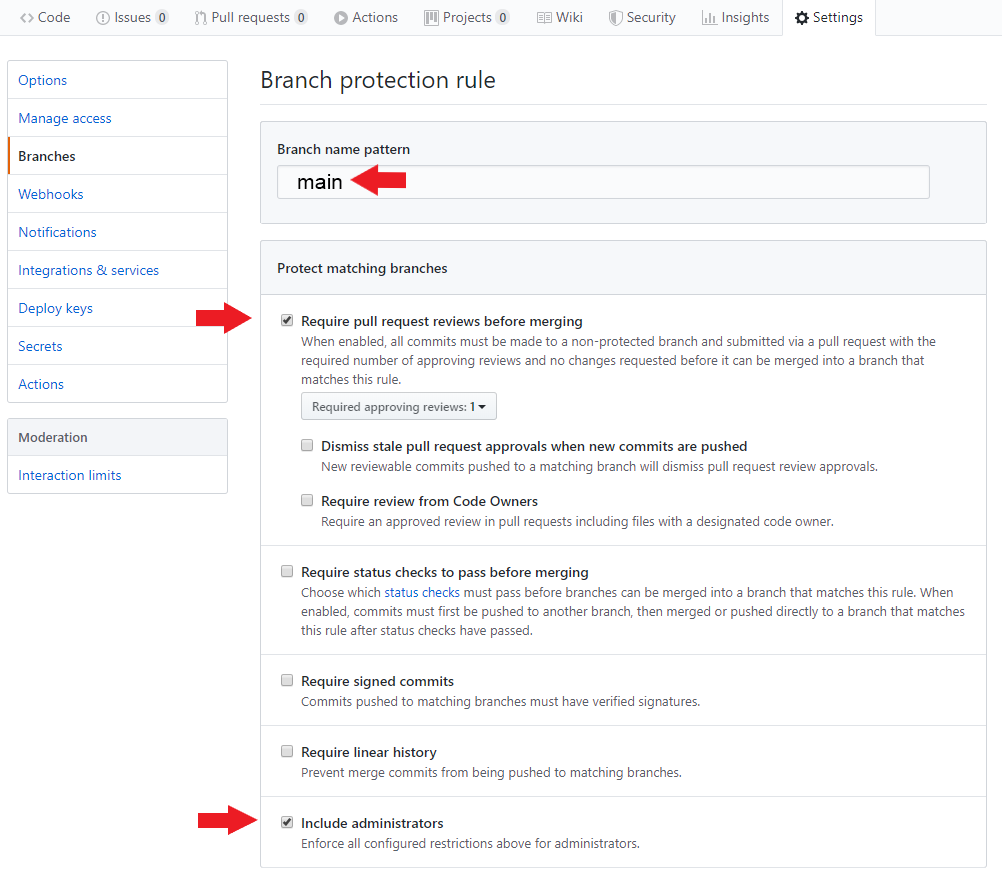 Code Issues 0 Pull requests 0 Actions Projects 0 Wiki Security Insights Settings
Options
Manage access
Branches
Webhooks
Notifications
Integrations & services
Deploy keys
Secrets
Actions
Moderation
Interaction limits
Branch protection rule
Branch name pattern
main
Protect matching branches
Require pull request reviews before merging
When enabled, all commits must be made to a non-protected branch and submitted via a pull request with the
required number of approving reviews and no changes requested before it can be merged into a branch that
matches this rule.
Required approving reviews: 1
Dismiss stale pull request approvals when new commits are pushed
New reviewable commits pushed to a matching branch will dismiss pull request review approvals.
Require review from Code Owners
Require an approved review in pull requests including files with a designated code owner.
Require status checks to pass before merging
Choose which status checks must pass before branches can be merged into a branch that matches this rule. When
enabled, commits must first be pushed to another branch, then merged or pushed directly to a branch that matches
this rule after status checks have passed.
Require signed commits
Commits pushed to matching branches must have verified signatures.
Require linear history
Prevent merge commits from being pushed to matching branches.
Include administrators
Enforce all configured restrictions above for administrators.